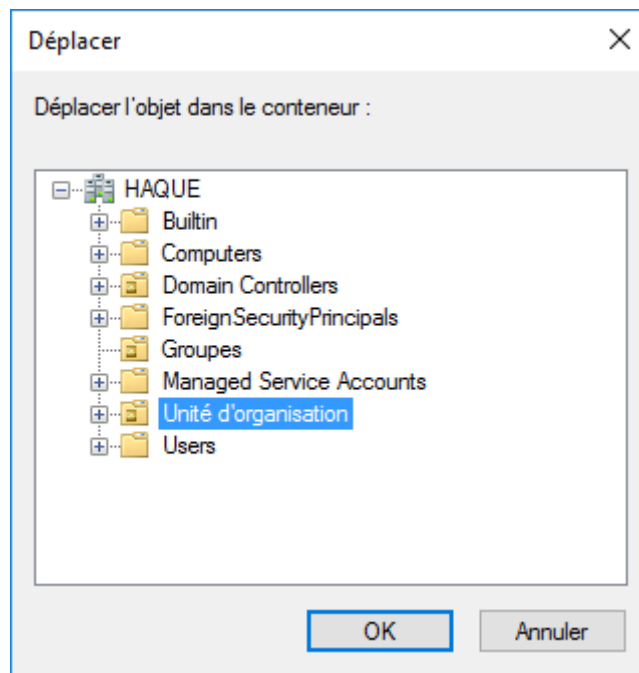 Déplacer
Déplacer l'objet dans le conteneur :
HAQUE
Builtin
Computers
Domain Controllers
ForeignSecurityPrincipals
Groupes
Managed Service Accounts
Unité d'organisation
Users
OK
Annuler